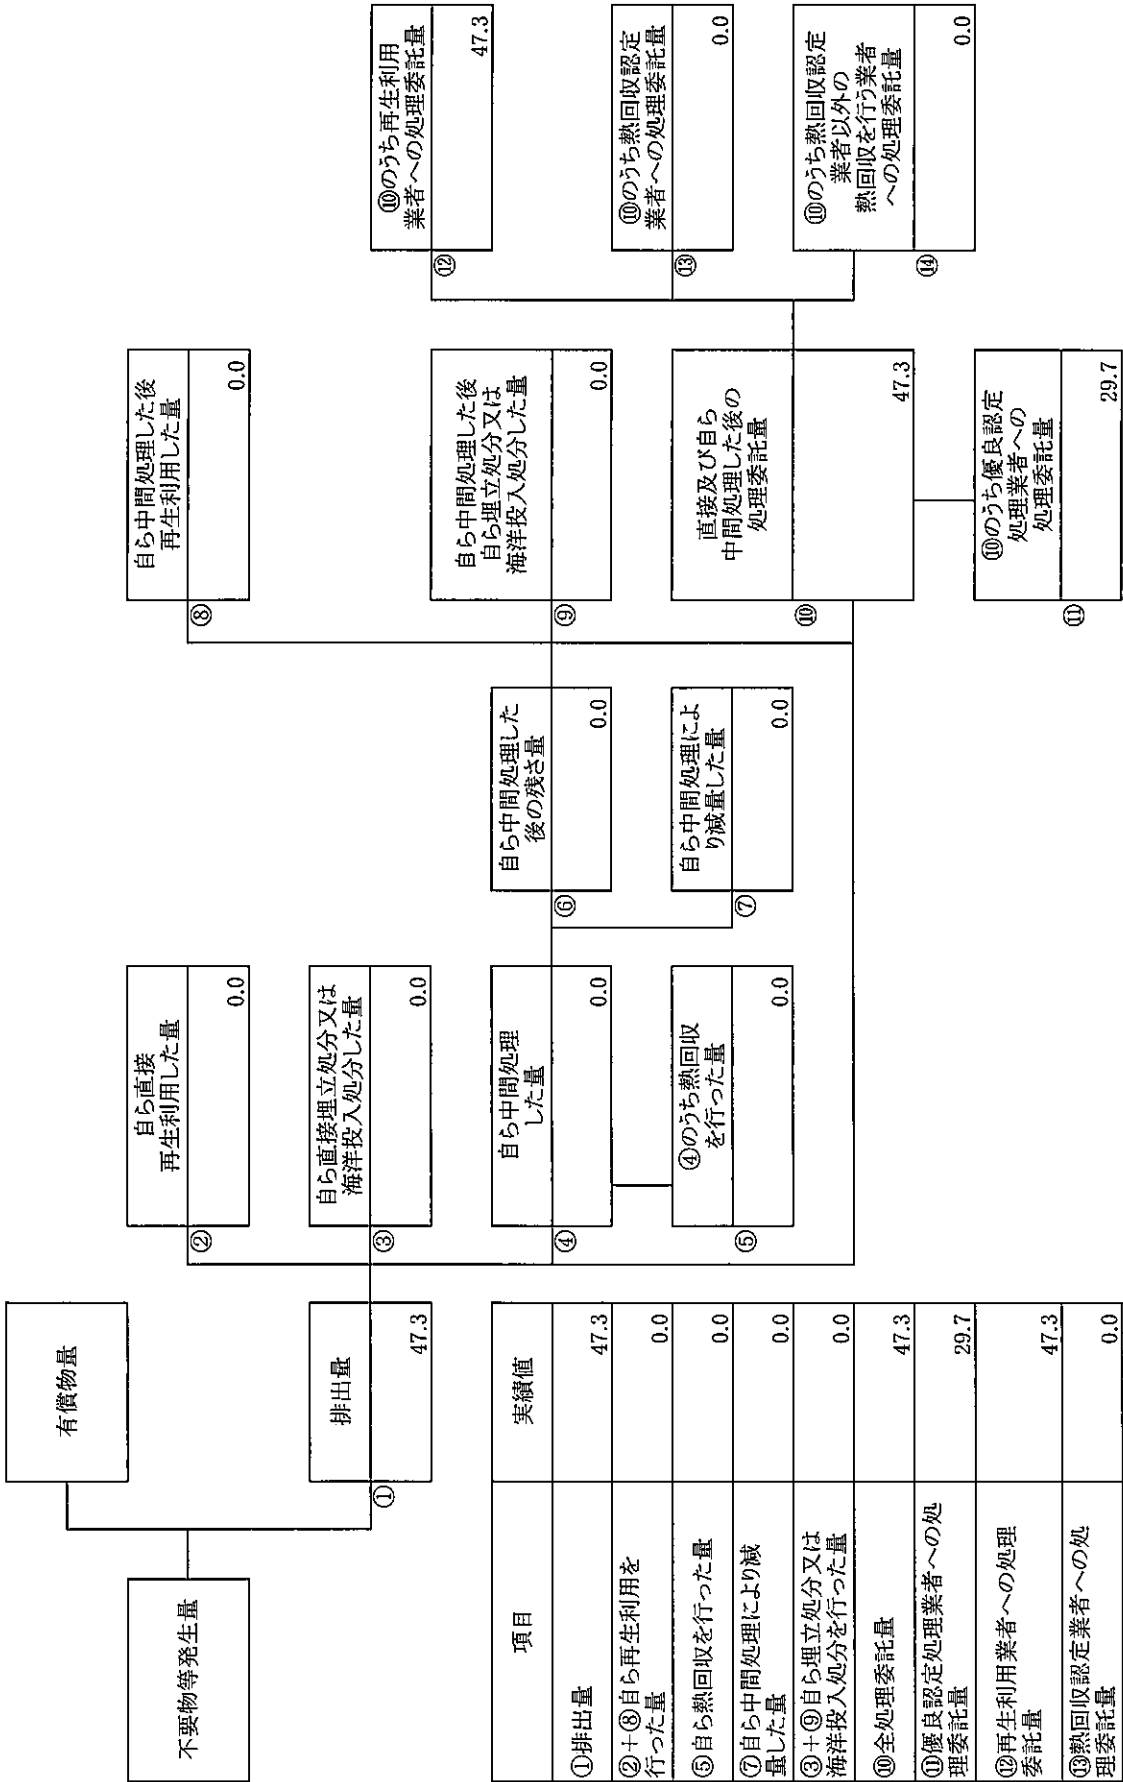 不要物等発生量
有償物量
排出量
①
47.3
自ら直接
再生利用した量
②
0.0
自ら直接埋立処分又は
海洋投入処分した量
③
0.0
自ら中間処理
した量
④
0.0
④のうち熱回収
を行った量
⑤
0.0
自ら中間処理した
後の残さ量
⑥
0.0
自ら中間処理によ
り減量した量
⑦
0.0
自ら中間処理した後
再生利用した量
⑧
0.0
自ら中間処理した後
自ら埋立処分又は
海洋投入処分した量
⑨
0.0
直接及び自ら
中間処理した後の
処理委託量
⑩
47.3
⑩のうち優良認定
処理業者への
処理委託量
⑪
29.7
⑩のうち再生利用
業者への処理委託量
⑫
47.3
⑩のうち熱回収認定
業者への処理委託量
⑬
0.0
⑩のうち熱回収認定
業者以外の
熱回収を行う業者
への処理委託量
⑭
0.0
項目 実績値
①排出量 47.3
②+⑧自ら再生利用を
行った量 0.0
⑤自ら熱回収を行った量 0.0
⑦自ら中間処理により減
量した量 0.0
③+⑨自ら埋立処分又は
海洋投入処分を行った量 0.0
⑩全処理委託量 47.3
⑪優良認定処理業者への処
理委託量 29.7
⑫再生利用業者への処理
委託量 47.3
⑬熱回収認定業者への処
理委託量 0.0